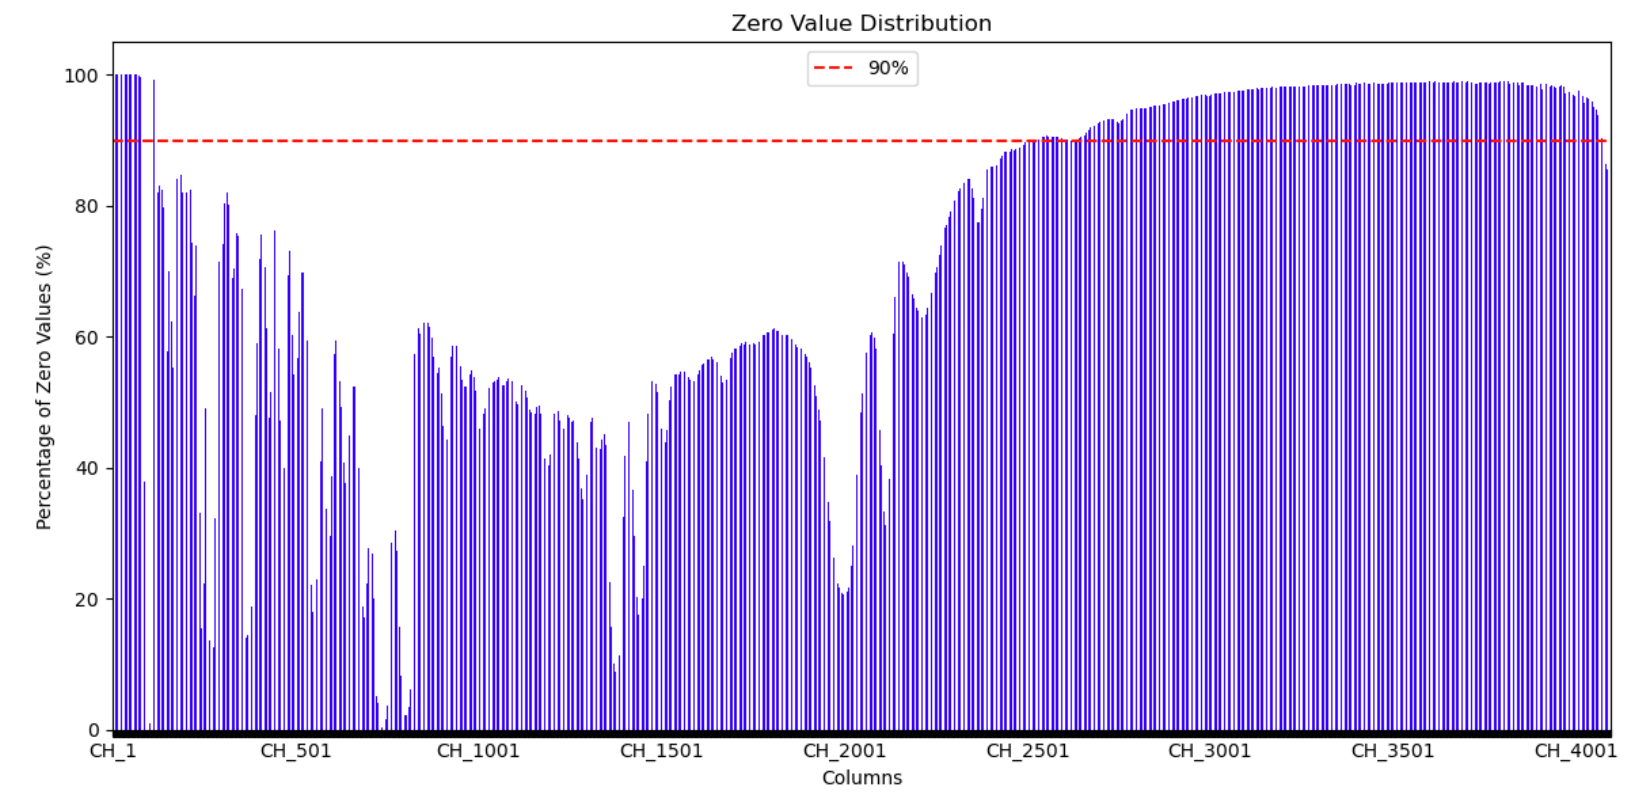 Zero Value Distribution
90%
100
80
60
40
20
0
Percentage of Zero Values (%)
CH_1 CH_501 CH_1001 CH_1501 CH_2001 CH_2501 CH_3001 CH_3501 CH_4001
Columns